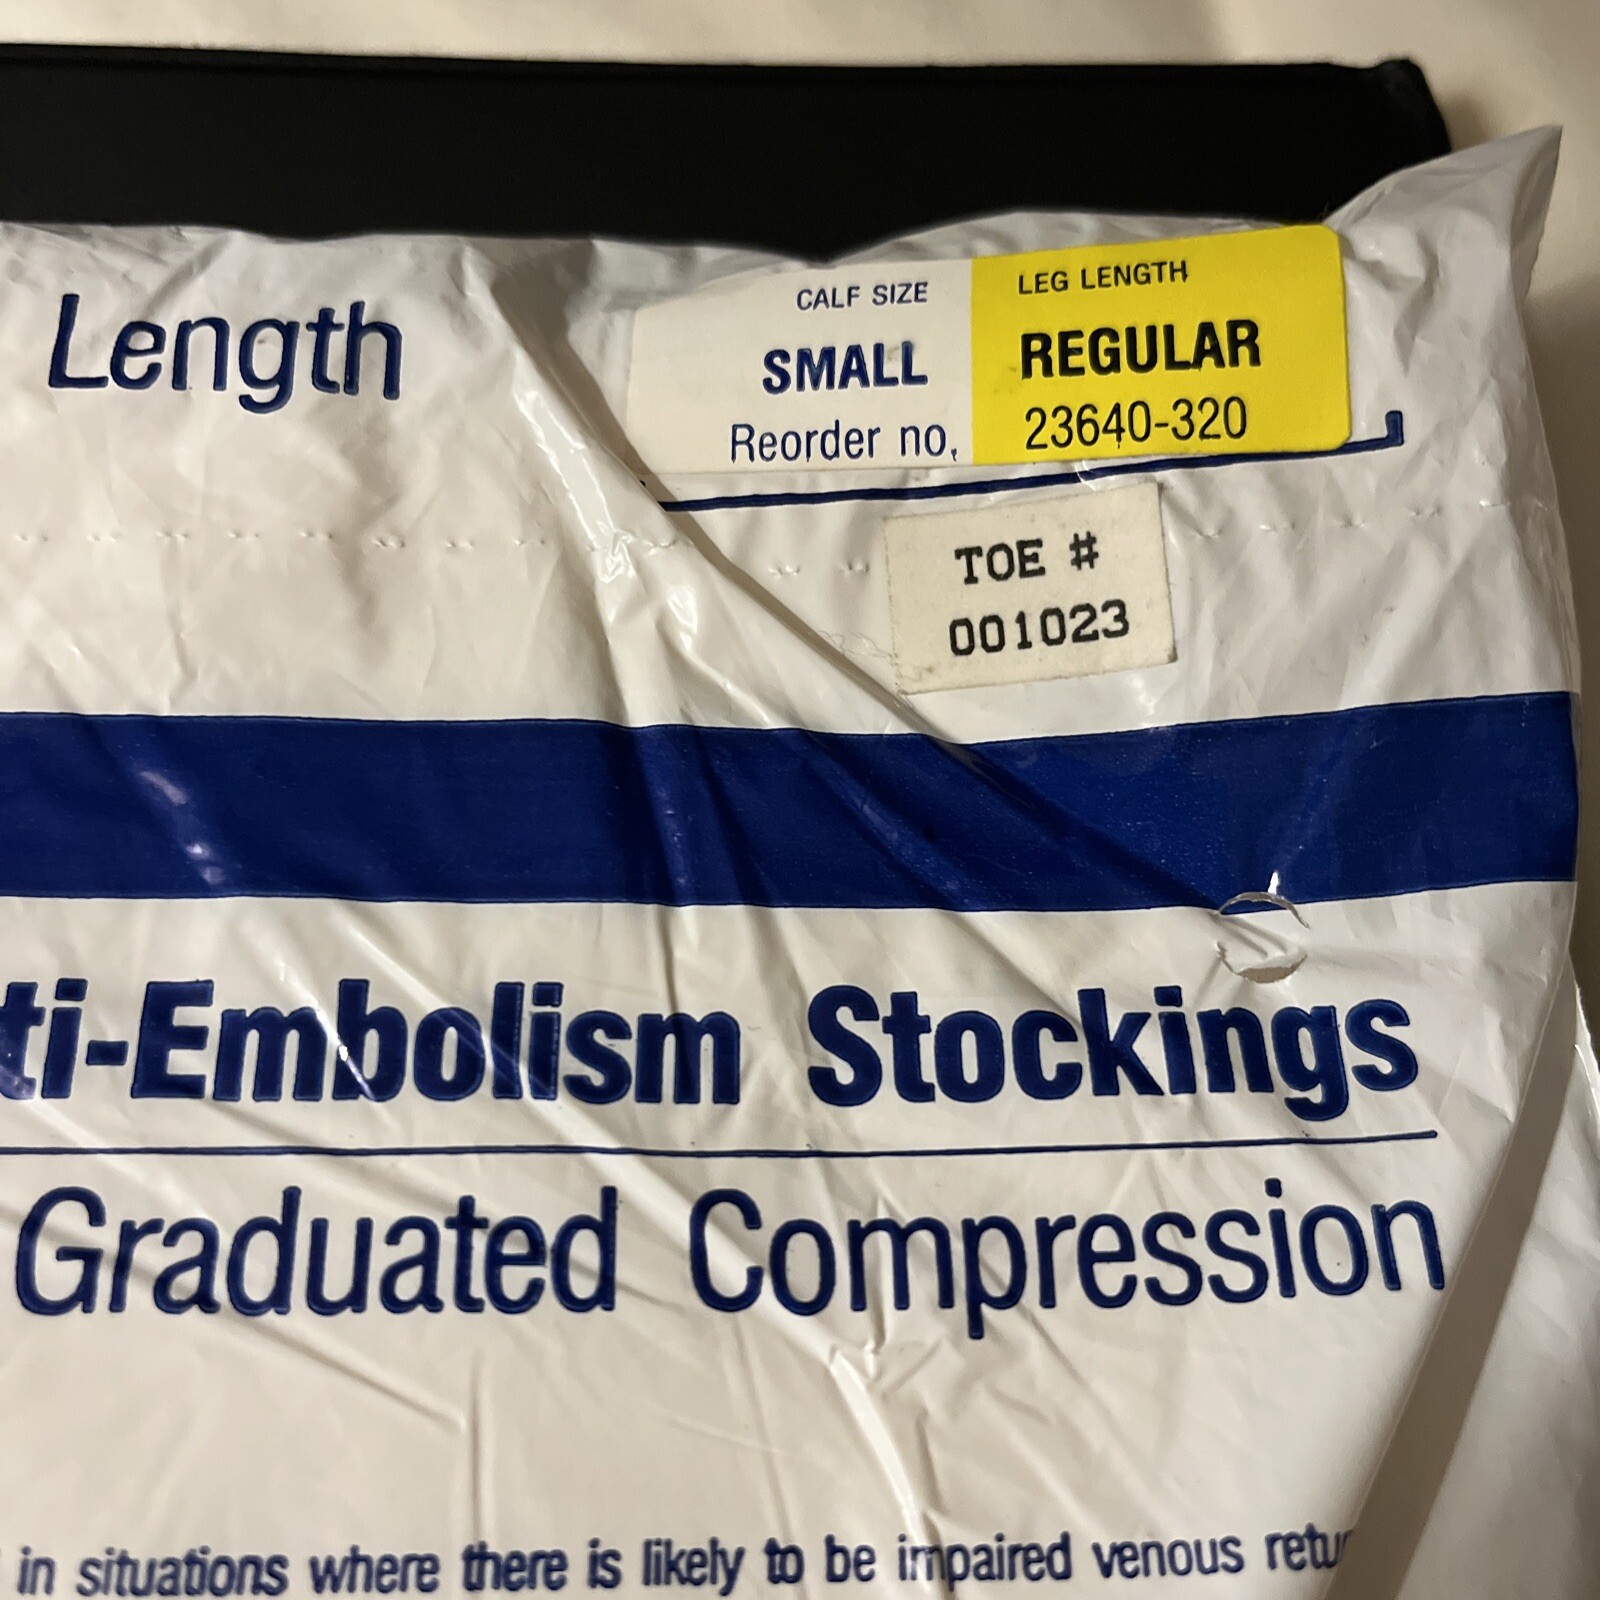 Length
CALF SIZE
SMALL
Reorder no.
LEG LENGTH
REGULAR
23640-320
TOE #
001023
ti-Embolism Stockings
Graduated Compression
in situations where there is likely to be impaired venous retu